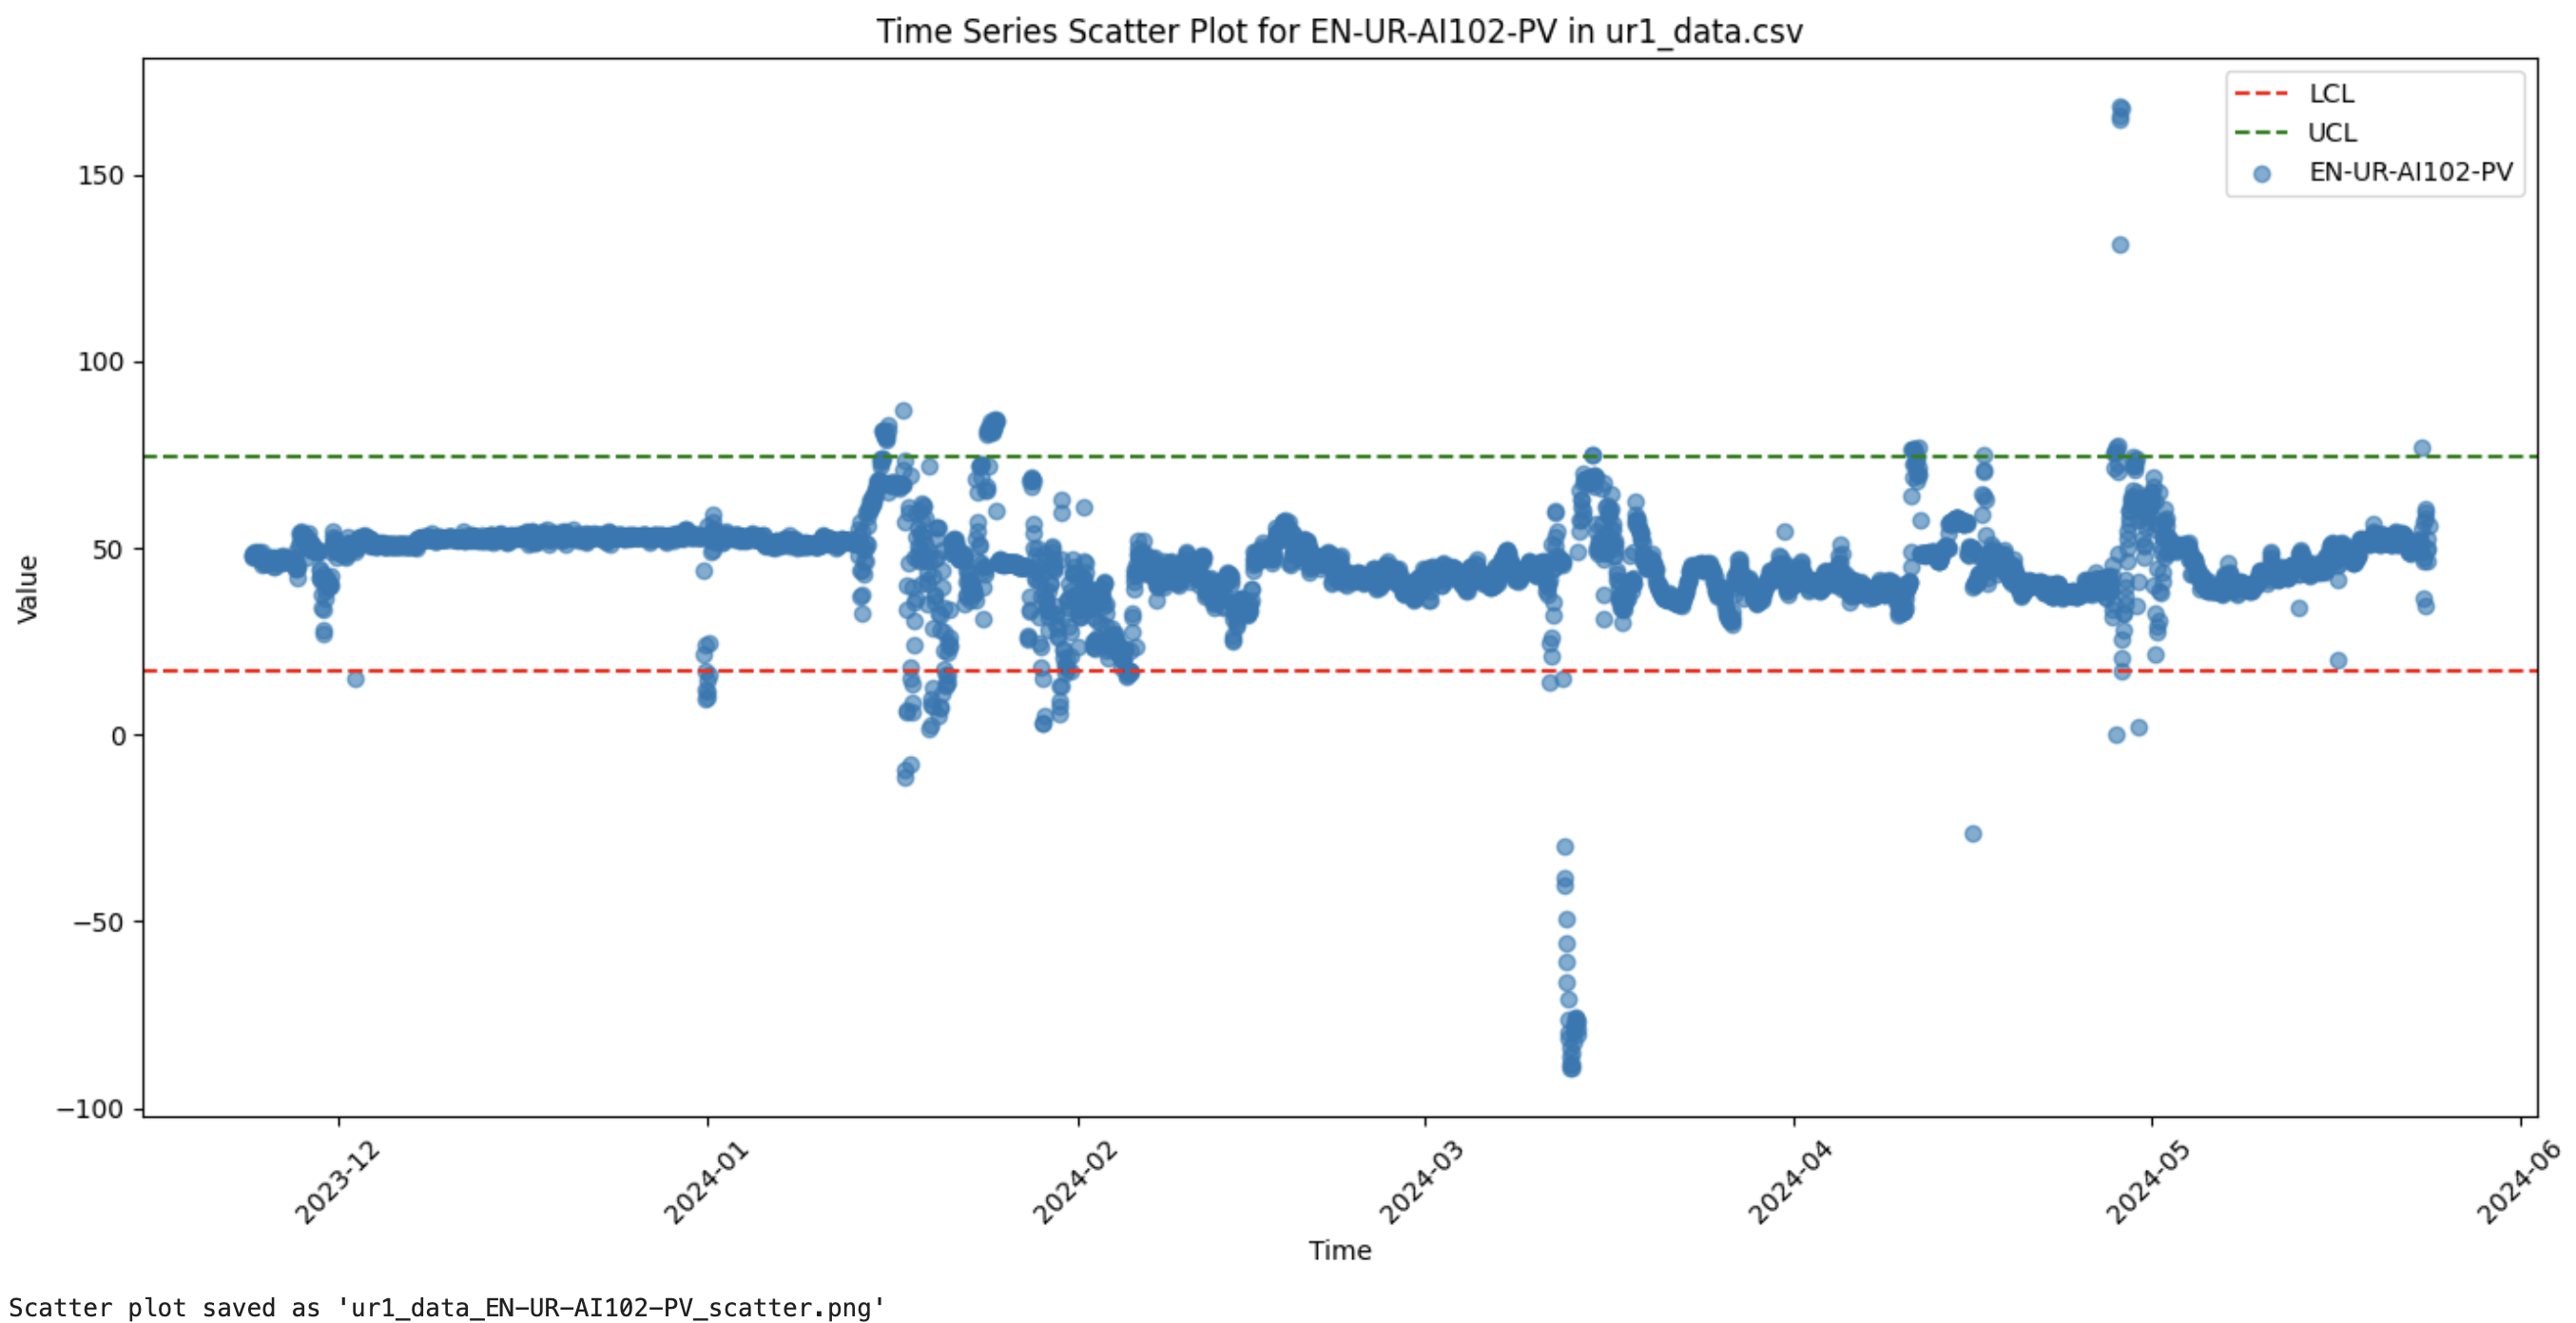 Time Series Scatter Plot for EN-UR-AI102-PV in ur1_data.csv
LCL
UCL
EN-UR-AI102-PV
150
100
50
0
−50
−100
Value
2023-12
2024-01
2024-02
2024-03
2024-04
2024-05
2024-06
Time
Scatter plot saved as 'ur1_data_EN-UR-AI102-PV_scatter.png'